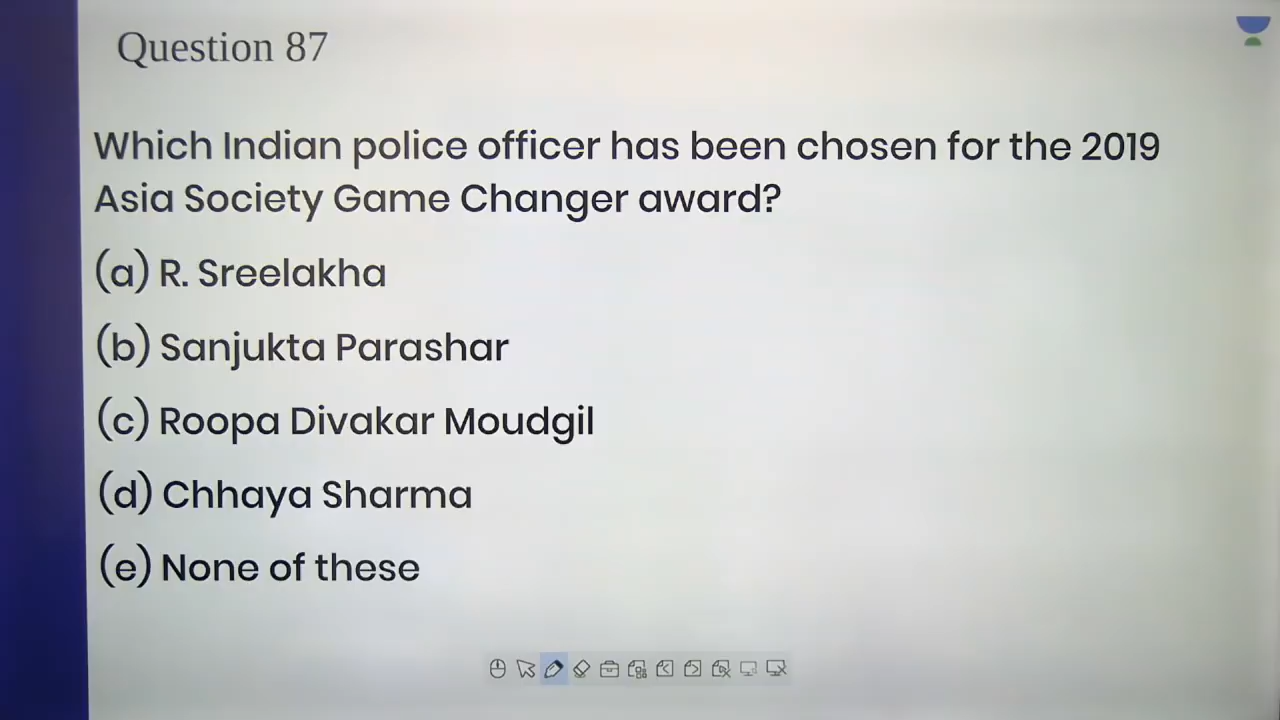 Question 87
Which Indian police officer has been chosen for the 2019
Asia Society Game Changer award?
(a) R. Sreelakha
(b) Sanjukta Parashar
(c) Roopa Divakar Moudgil
(d) Chhaya Sharma
(e) None of these